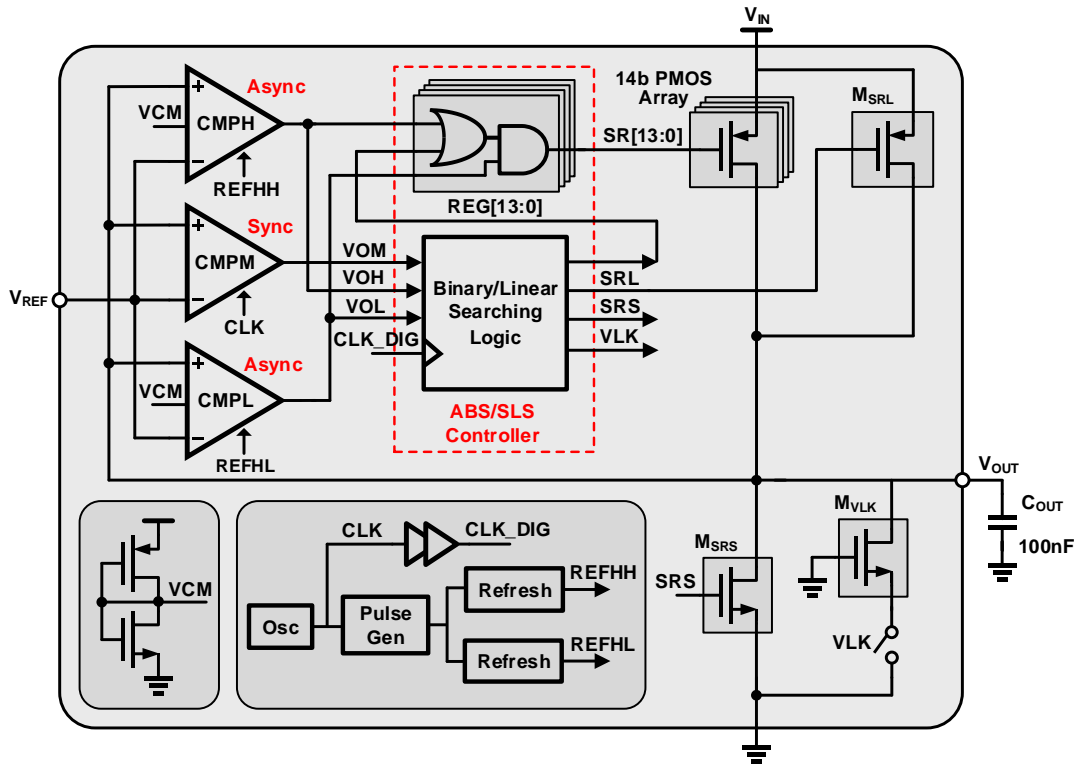 VIN
Async
VCM
+
CMPH
−
REFHH
14b PMOS
Array
MSRL
SR[13:0]
REG[13:0]
Sync
+
CMPM
−
CLK
VREF
VOM
VOH
VOL
CLK_DIG
Binary/Linear
Searching
Logic
SRL
SRS
VLK
Async
+
VCM
CMPL
−
REFHL
ABS/SLS
Controller
VOUT
COUT
100nF
MVLK
MSRS
SRS
VLK
VCM
CLK
CLK_DIG
Osc
Pulse
Gen
Refresh
REFHH
Refresh
REFHL